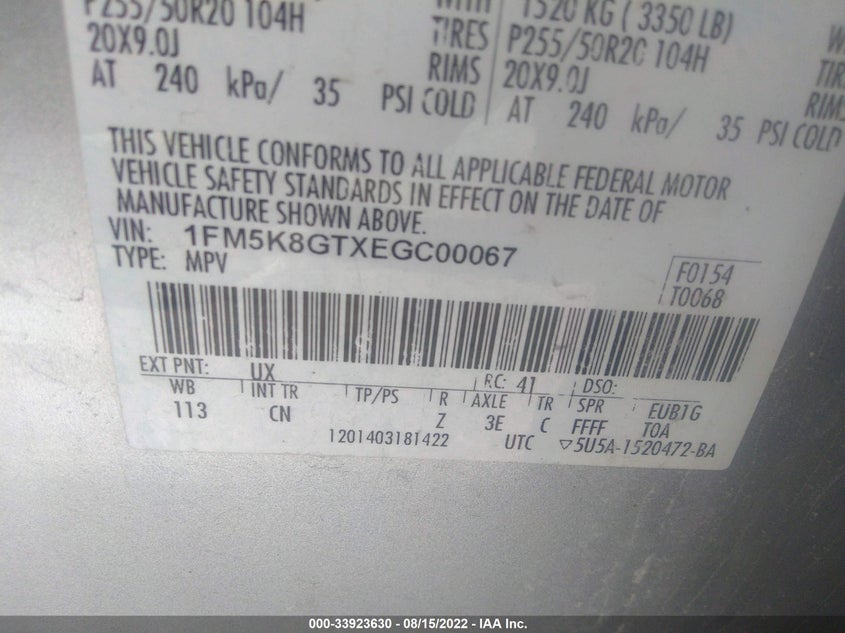 P255/50R20 104H
20X9.0J
AT 240 kPa/ 35 PSI COLD
WITH
TIRES
RIMS
1520 KG ( 3350 LB)
P255/50R20 104H
20X9.0J
AT 240 kPa/ 35 PSI COLD
THIS VEHICLE CONFORMS TO ALL APPLICABLE FEDERAL MOTOR
VEHICLE SAFETY STANDARDS IN EFFECT ON THE DATE OF
MANUFACTURE SHOWN ABOVE.
VIN: 1FM5K8GTXEGC00067
TYPE: MPV
F0154
T0068
EXT PNT: UX RC: 41 DSO:
WB INT TR TP/PS R AXLE TR SPR EUB1G
113 CN Z 3E C FFFF TOA
1201403181422 UTC ▽5U5A-1520472-BA
000-33923630 - 08/15/2022 - IAA Inc.